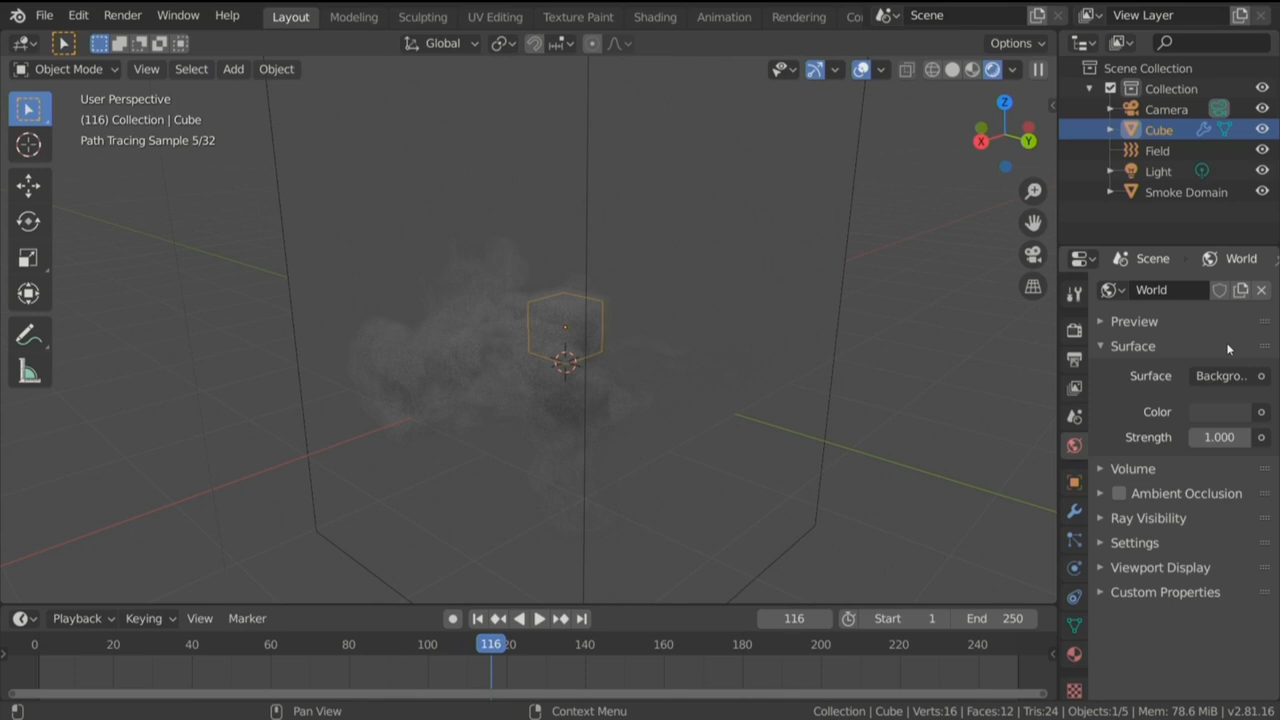 File Edit Render Window Help Layout Modeling Sculpting UV Editing Texture Paint Shading Animation Rendering Co Scene View Layer
Global Options
Object Mode View Select Add Object
User Perspective
(116) Collection | Cube
Path Tracing Sample 5/32
Z
X
Y
Scene Collection
Collection
Camera
Cube
Field
Light
Smoke Domain
Scene World
World
Preview
Surface
Surface Backgro..
Color
Strength 1.000
Volume
Ambient Occlusion
Ray Visibility
Settings
Viewport Display
Custom Properties
Playback Keying View Marker 116 Start 1 End 250
0 20 40 60 80 100 116 20 140 160 180 200 220 240
Pan View Context Menu Collection | Cube | Verts:16 | Faces:12 | Tris:24 | Objects:1/5 | Mem: 78.6 MiB | v2.81.16